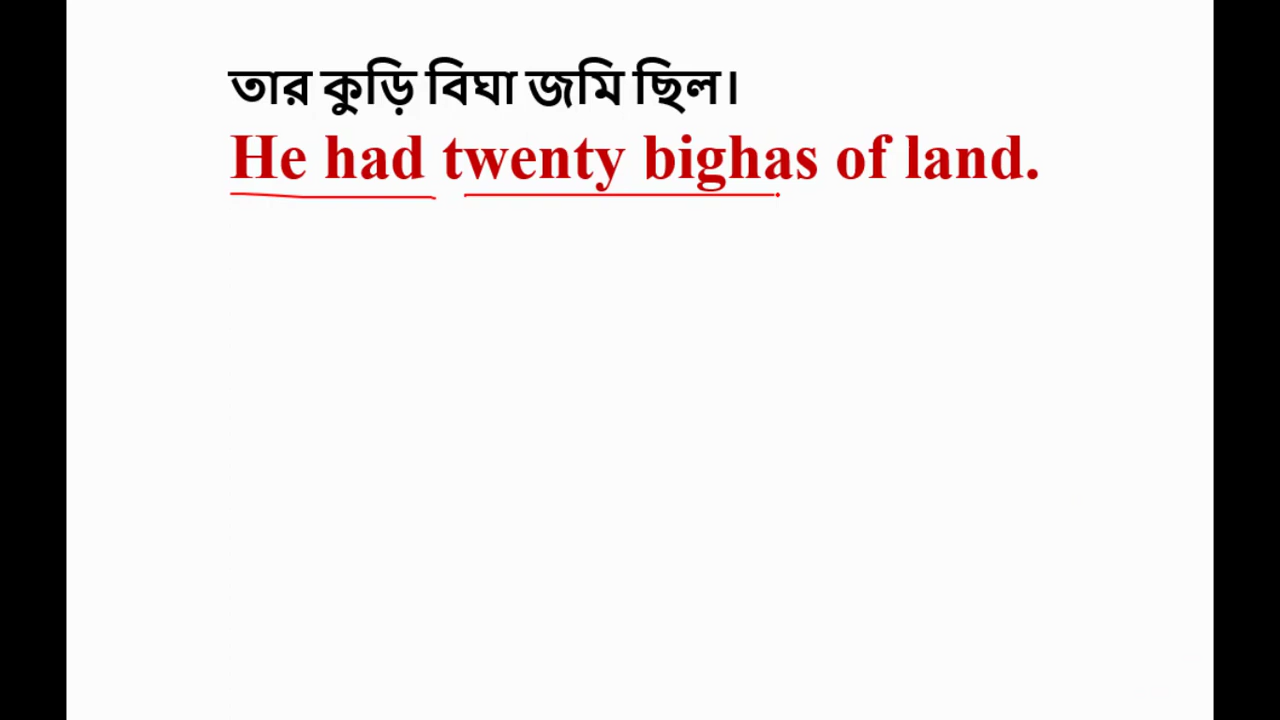 তার কুড়ি বিঘা জমি ছিল।
He had twenty bighas of land.